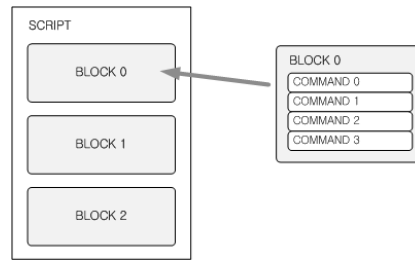 SCRIPT
BLOCK 0
BLOCK 1
BLOCK 2
BLOCK 0
COMMAND 0
COMMAND 1
COMMAND 2
COMMAND 3